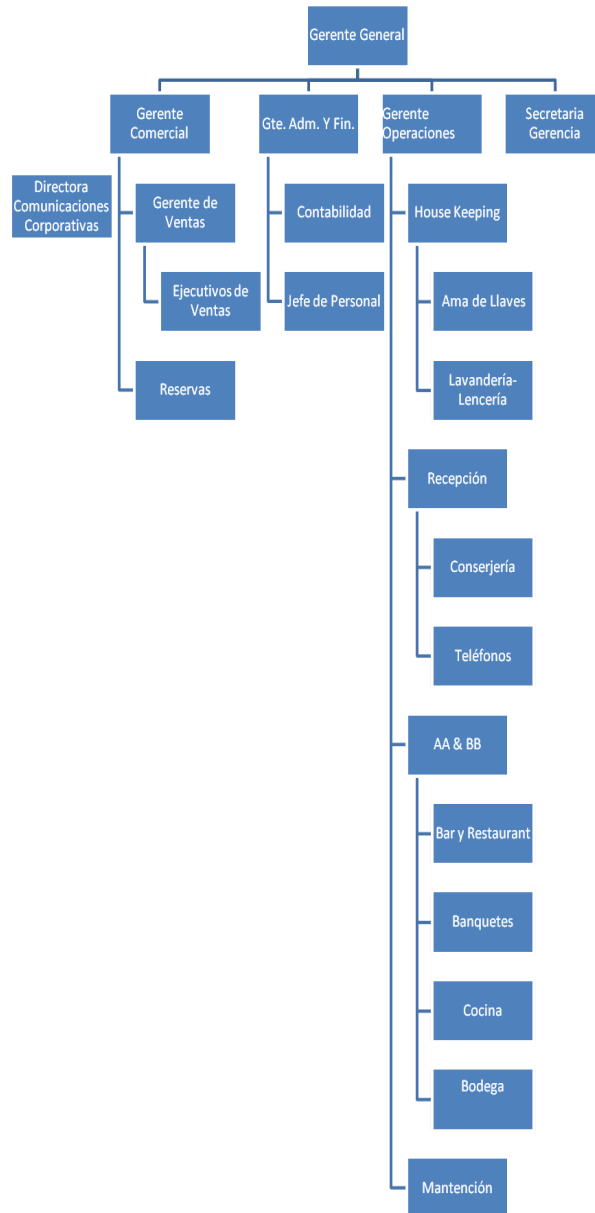 Gerente General
Gerente
Comercial
Gte. Adm. Y Fin.
Gerente
Operaciones
Secretaria
Gerencia
Directora
Comunicaciones
Corporativas
Gerente de
Ventas
Ejecutivos de
Ventas
Reservas
Contabilidad
Jefe de Personal
House Keeping
Ama de Llaves
Lavandería-
Lencería
Recepción
Conserjería
Teléfonos
AA & BB
Bar y Restaurant
Banquetes
Cocina
Bodega
Mantención